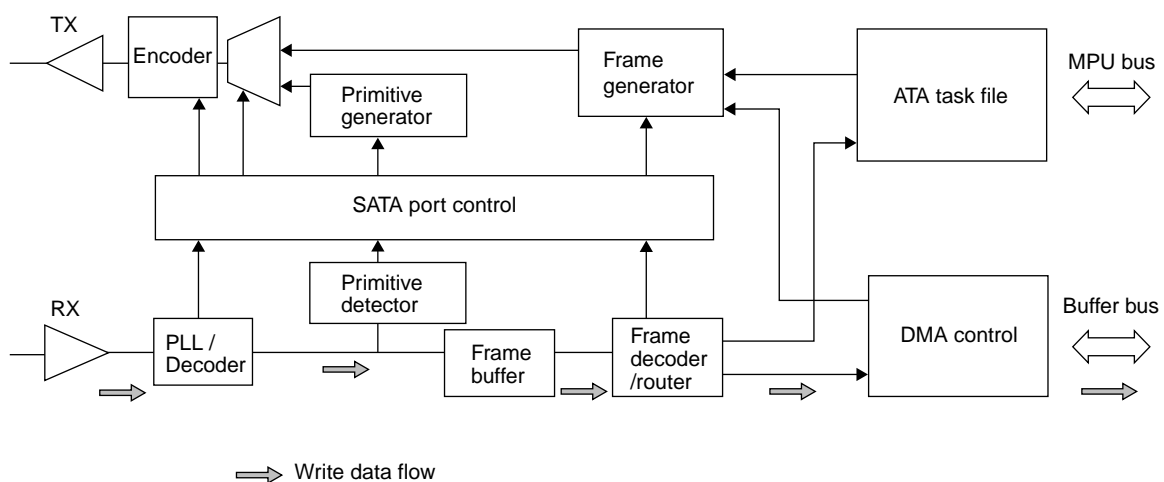 TX
Encoder
Primitive
generator
Frame
generator
ATA task file
MPU bus
SATA port control
RX
PLL /
Decoder
Primitive
detector
Frame
buffer
Frame
decoder
/router
DMA control
Buffer bus
Write data flow